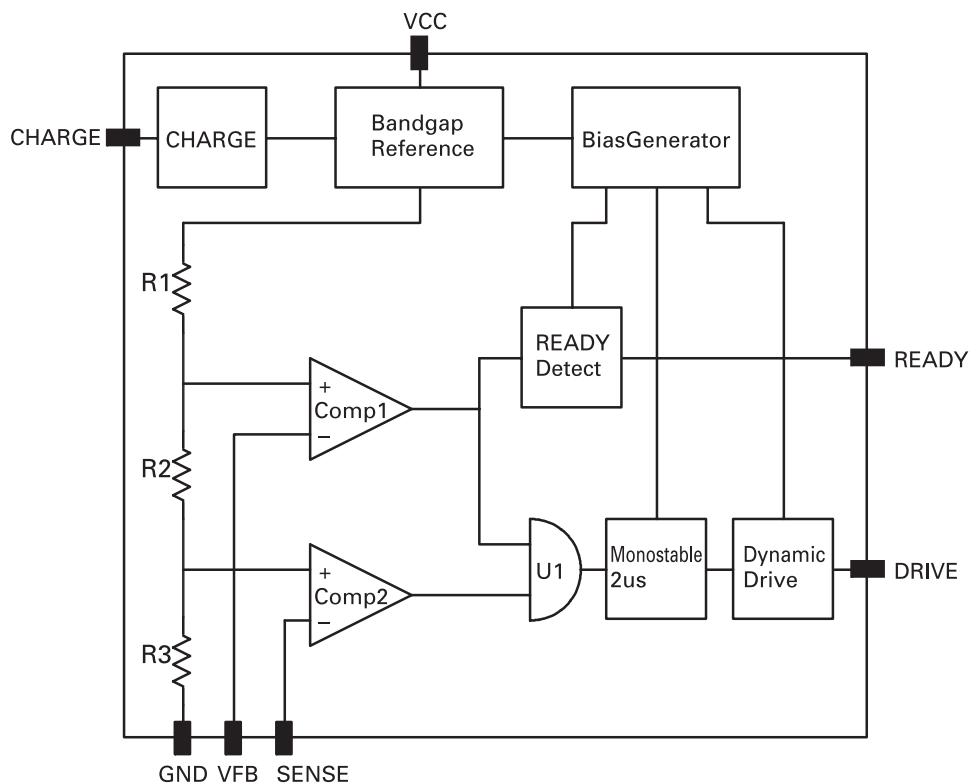 VCC
CHARGE
CHARGE
Bandgap
Reference
BiasGenerator
R1
READY
Detect
READY
+
Comp1
−
R2
+
Comp2
−
U1
Monostable
2us
Dynamic
Drive
DRIVE
R3
GND
VFB
SENSE